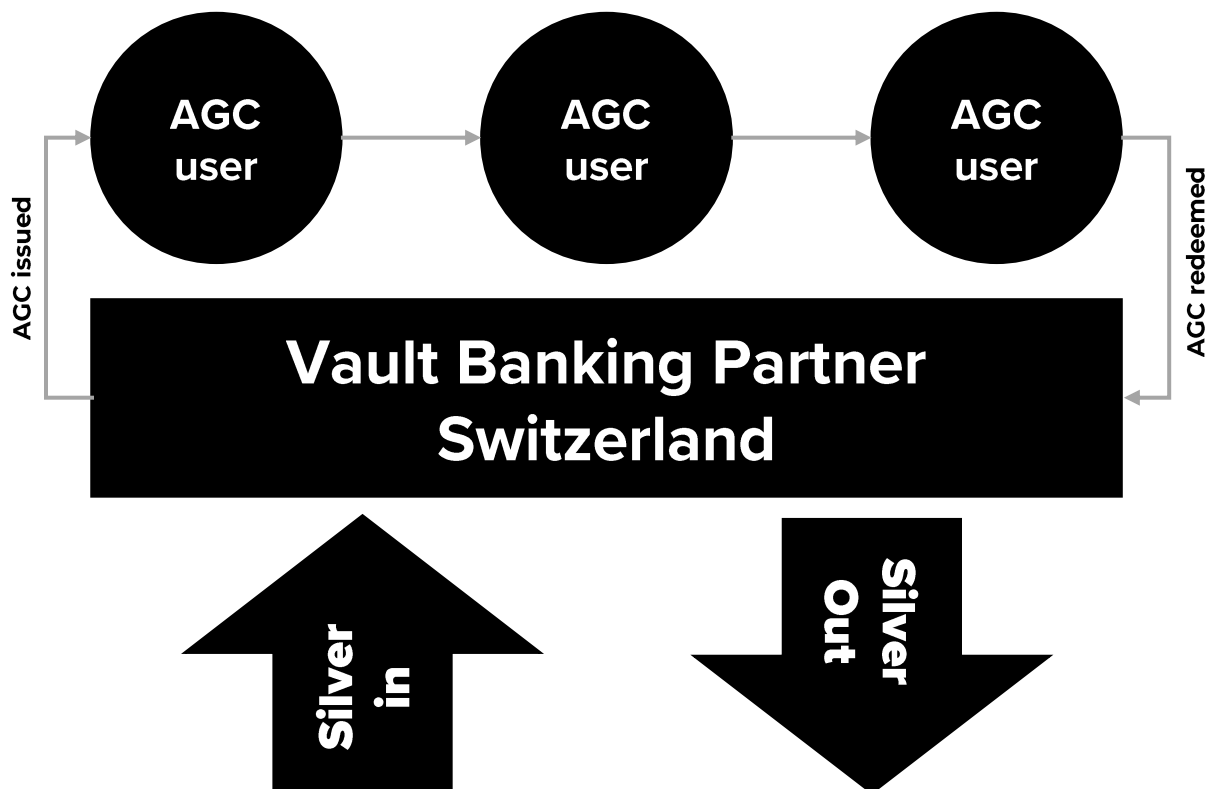 AGC
user
AGC
user
AGC
user
AGC issued
AGC redeemed
Vault Banking Partner
Switzerland
Silver
in
Silver
Out